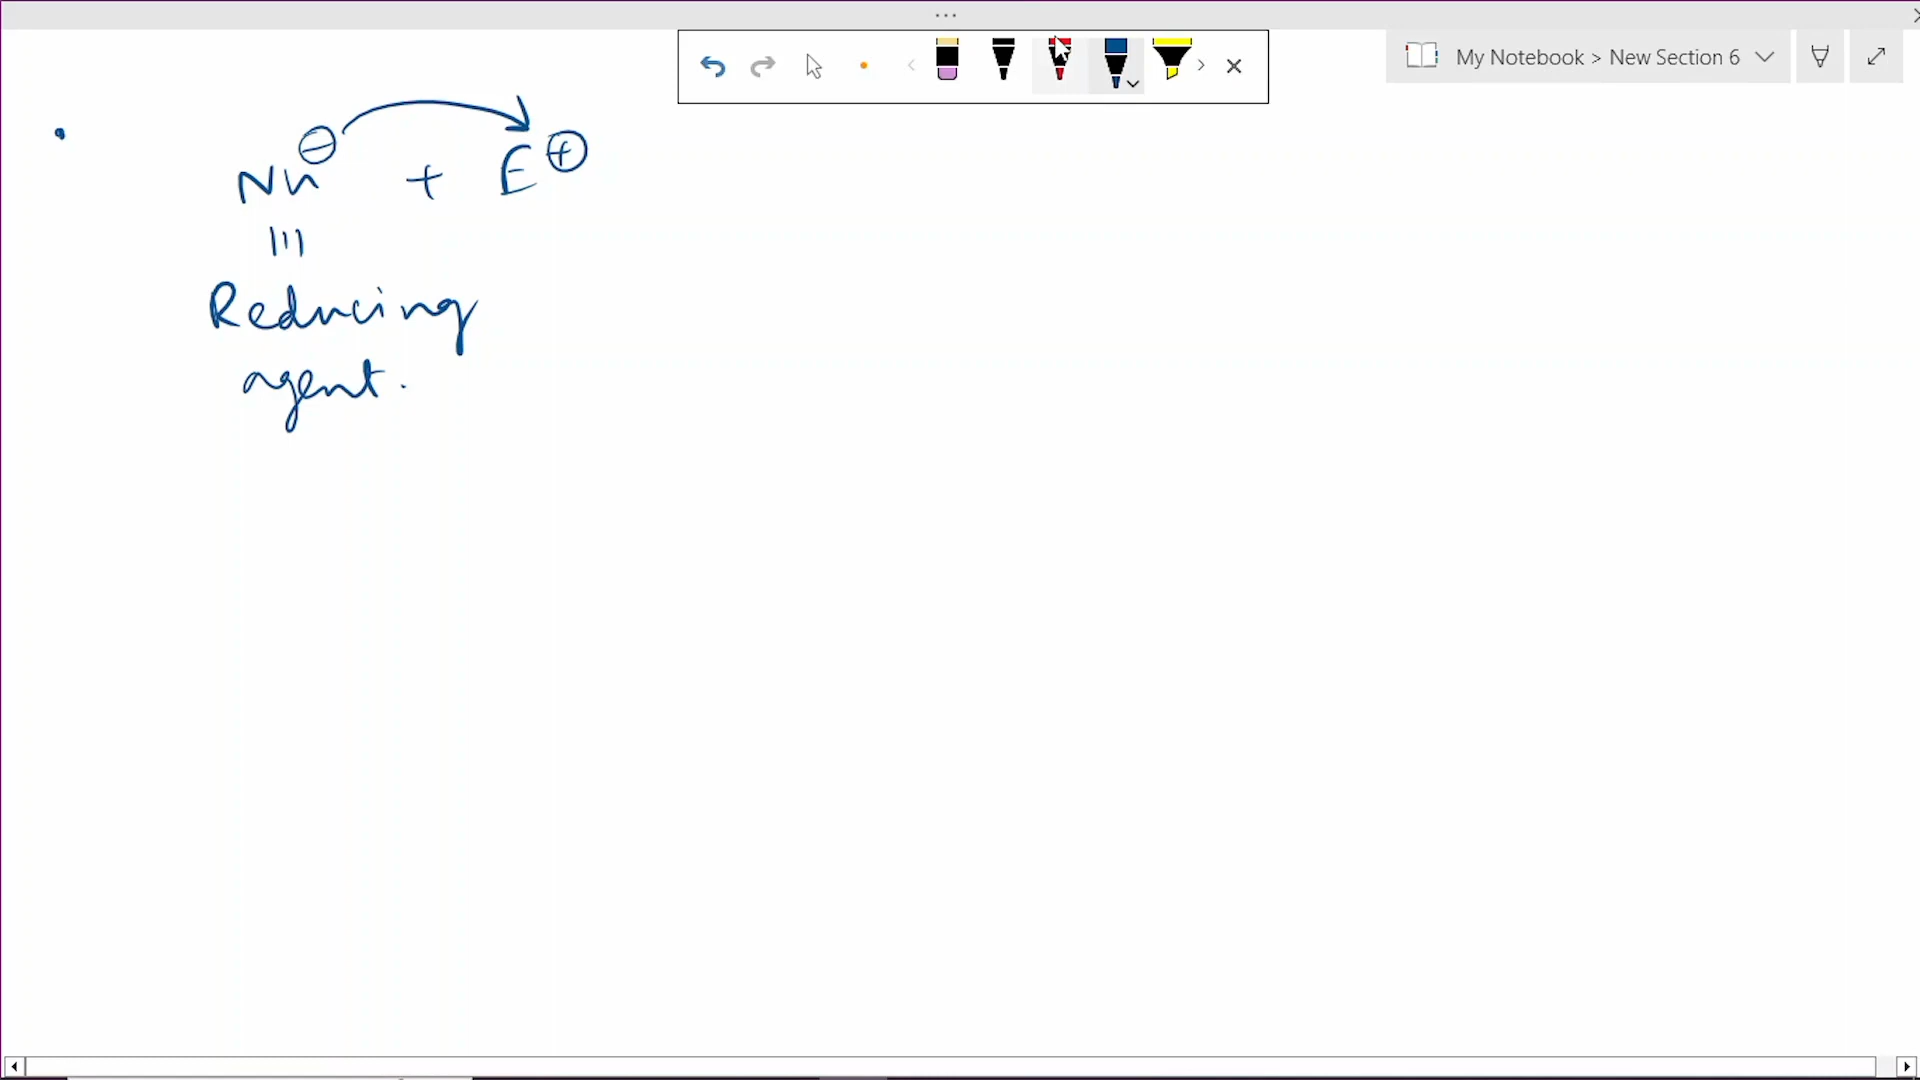 My Notebook > New Section 6
Nu⊖ + E⊕
|||
Reducing
agent.